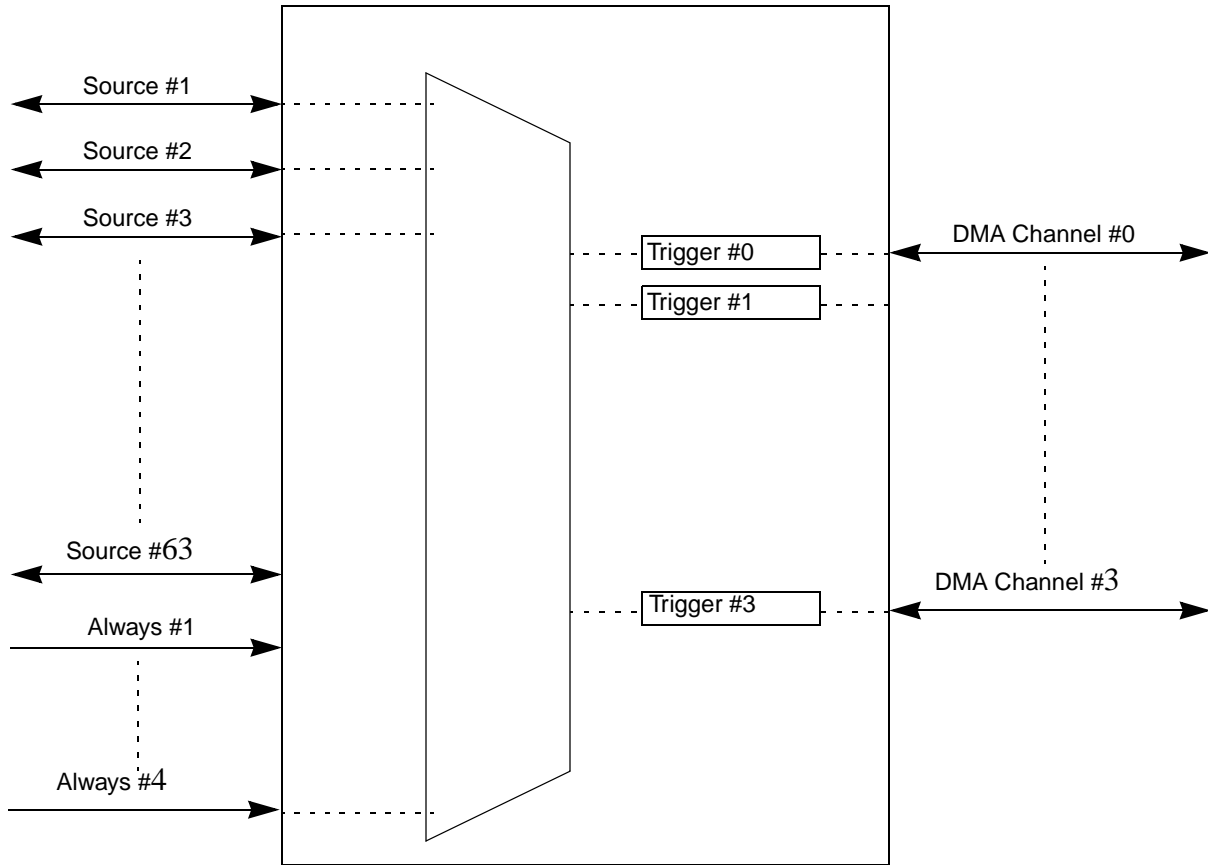 Source #1
Source #2
Source #3
Source #63
Always #1
Always #4
Trigger #0
Trigger #1
Trigger #3
DMA Channel #0
DMA Channel #3